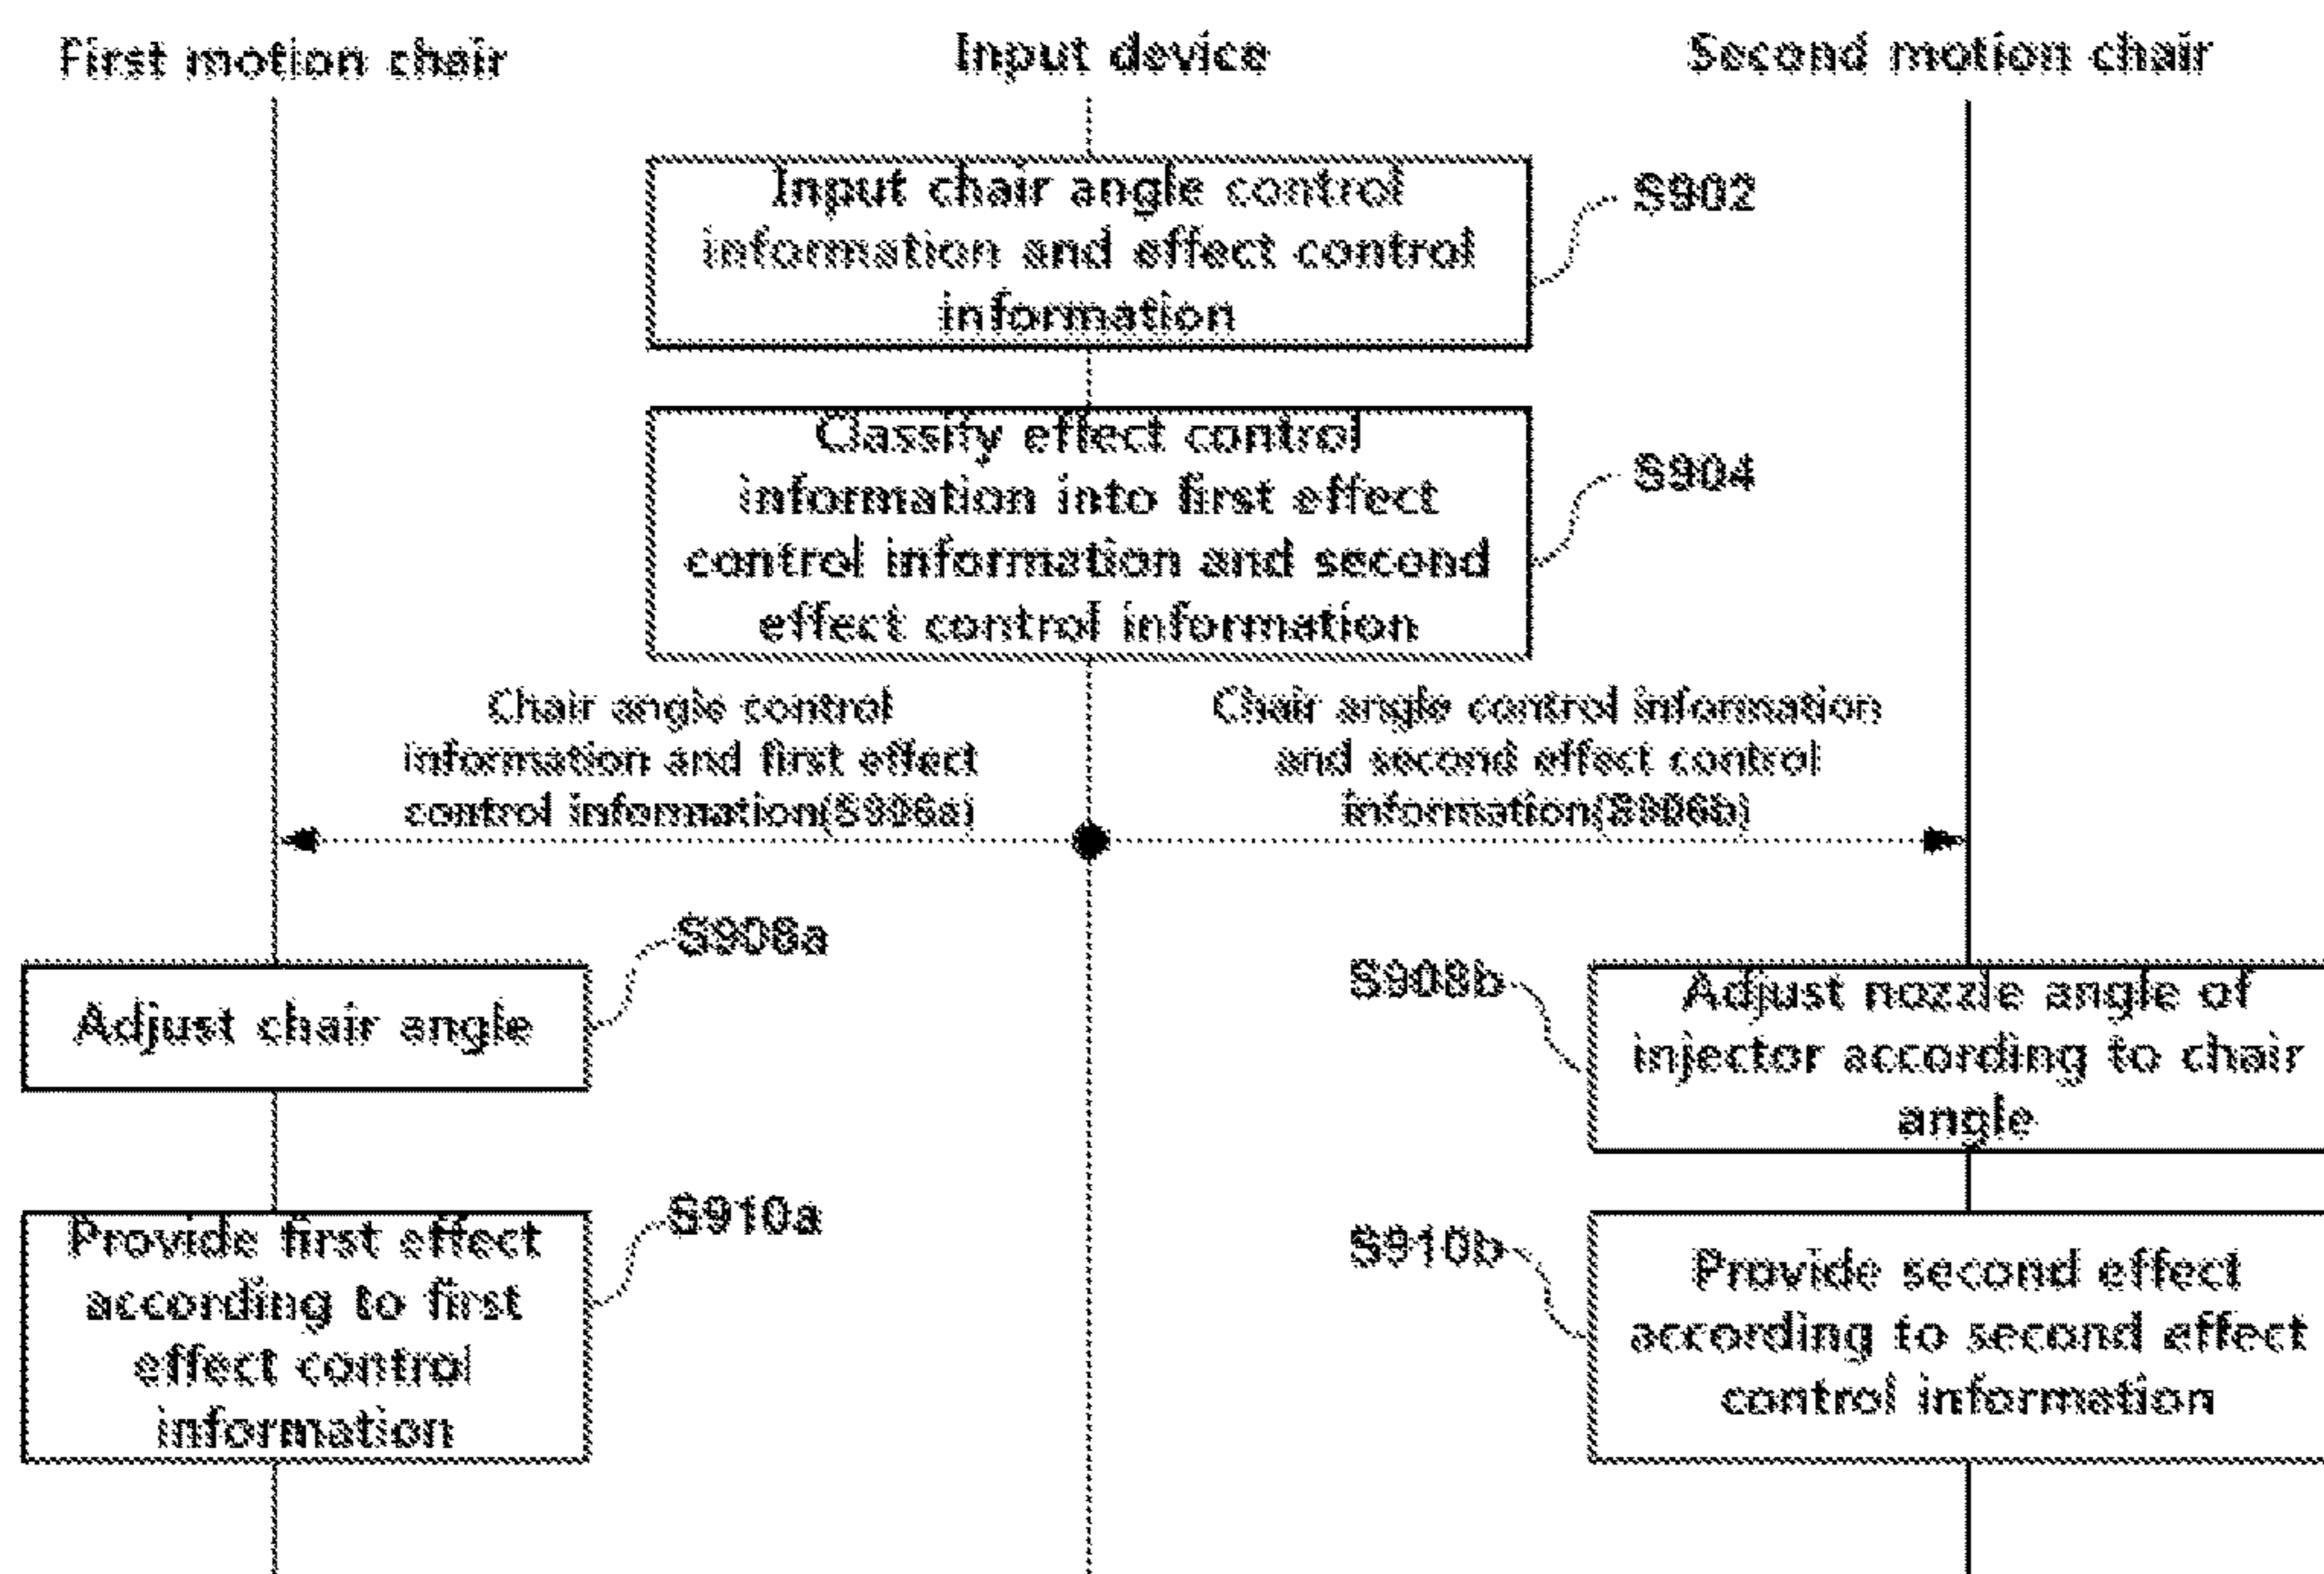 First motion chair
Input device
Second motion chair
Input chair angle control
information and effect control
information
S902
Classify effect control
information into first effect
control information and second
effect control information
S904
Chair angle control
information and first effect
control information(S906a)
Chair angle control information
and second effect control
information(S906b)
S908a
Adjust chair angle
S908b
Adjust nozzle angle of
injector according to chair
angle
S910a
Provide first effect
according to first
effect control
information
S910b
Provide second effect
according to second effect
control information